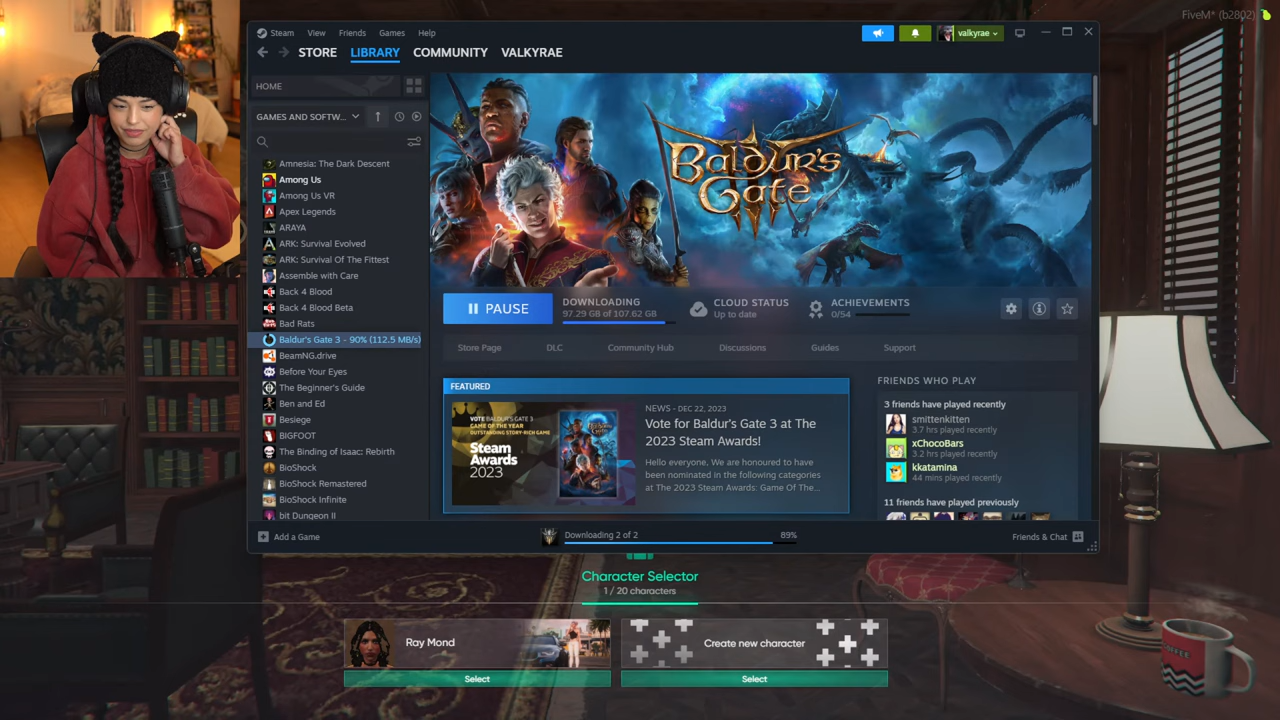 FiveM* (b2802)
Steam View Friends Games Help
valkyrae
STORE LIBRARY COMMUNITY VALKYRAE
HOME
GAMES AND SOFTW...
Amnesia: The Dark Descent
Among Us
Among Us VR
Apex Legends
ARAYA
ARK: Survival Evolved
ARK: Survival Of The Fittest
Assemble with Care
Back 4 Blood
Back 4 Blood Beta
Bad Rats
Baldur's Gate 3 - 90% (112.5 MB/s)
BeamNG.drive
Before Your Eyes
The Beginner's Guide
Ben and Ed
Besiege
BIGFOOT
The Binding of Isaac: Rebirth
BioShock
BioShock Remastered
BioShock Infinite
bit Dungeon II
Baldur's
Gate
PAUSE
DOWNLOADING
97.29 GB of 107.62 GB
CLOUD STATUS
Up to date
ACHIEVEMENTS
0/54
Store Page DLC Community Hub Discussions Guides Support
FEATURED
VOTE BALDUR'S GATE 3
GAME OF THE YEAR
OUTSTANDING STORY-RICH GAME
Steam
Awards
2023
NEWS - DEC 22, 2023
Vote for Baldur's Gate 3 at The
2023 Steam Awards!
Hello everyone, We are honoured to have
been nominated in the following categories
at The 2023 Steam Awards: Game Of The...
FRIENDS WHO PLAY
3 friends have played recently
smittenkitten
3.7 hrs played recently
xChocoBars
3.2 hrs played recently
kkatamina
44 mins played recently
11 friends have played previously
Add a Game
Downloading 2 of 2
89%
Friends & Chat
Character Selector
1 / 20 characters
Ray Mond
Select
Create new character
Select
COFFEE